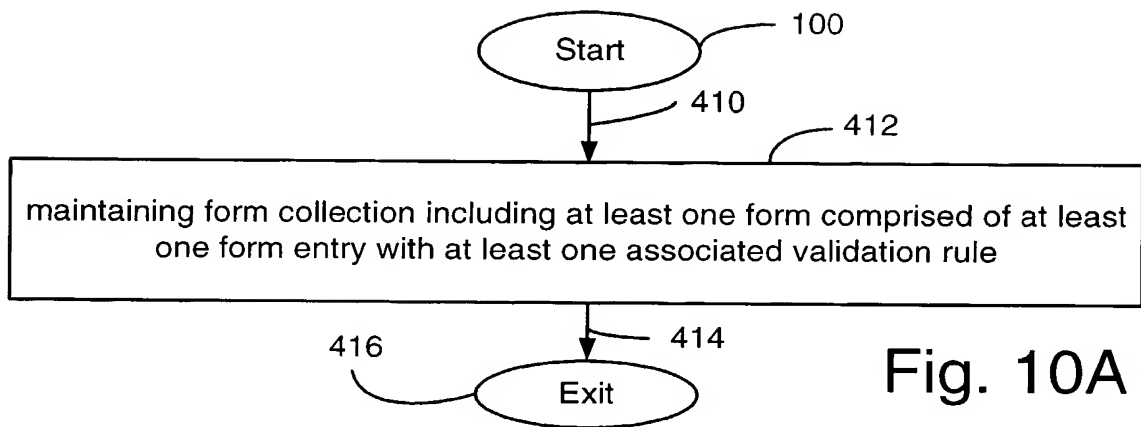 Start
100
410
412
maintaining form collection including at least one form comprised of at least
one form entry with at least one associated validation rule
414
416
Exit
Fig. 10A